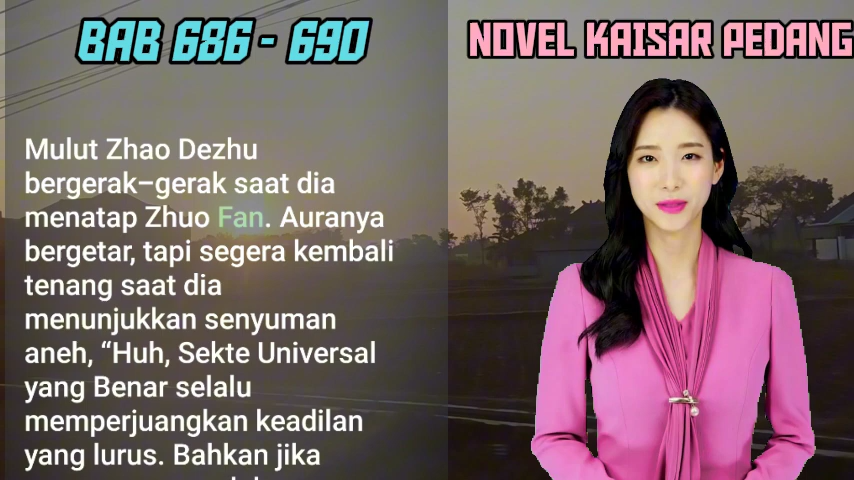 BAB 686 - 690
NOVEL KAISAR PEDANG
Mulut Zhao Dezhu
bergerak–gerak saat dia
menatap Zhuo Fan. Auranya
bergetar, tapi segera kembali
tenang saat dia
menunjukkan senyuman
aneh, “Huh, Sekte Universal
yang Benar selalu
memperjuangkan keadilan
yang lurus. Bahkan jika